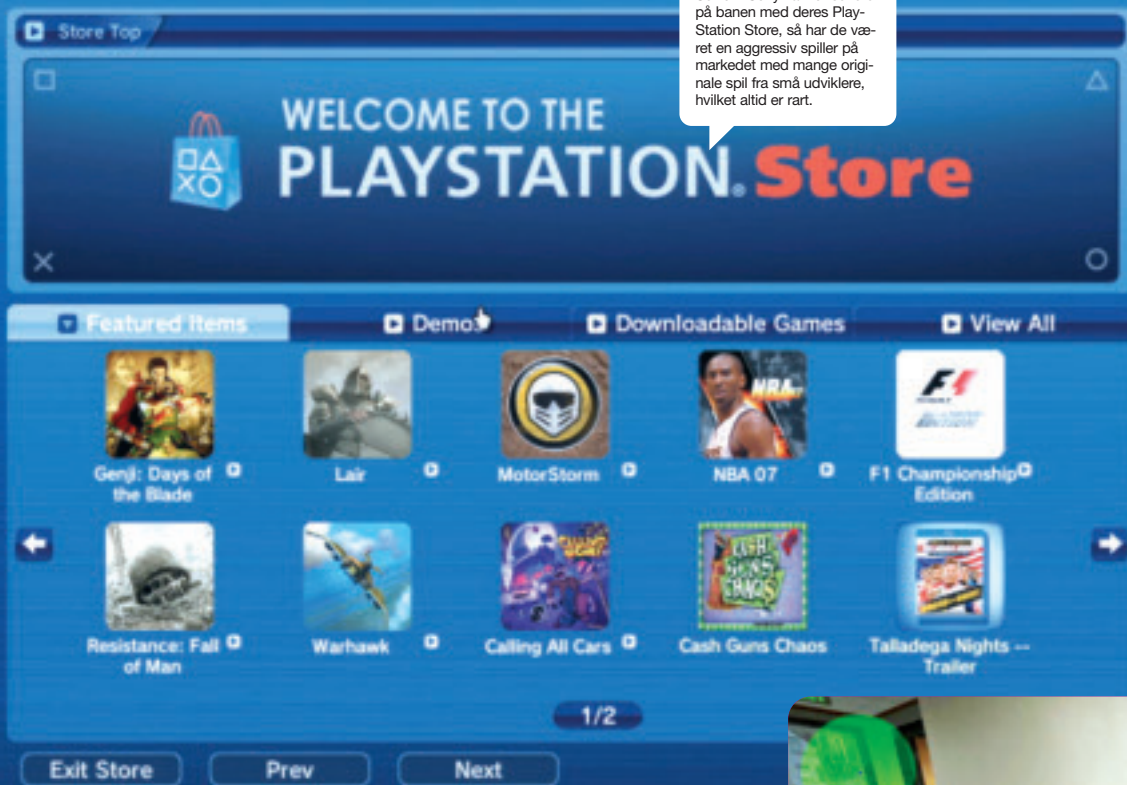 Store Top
på banen med deres Play-
Station Store, så har de væ-
ret en aggressiv spiller på
markedet med mange origi-
nale spil fra små udviklere,
hvilket altid er rart.
WELCOME TO THE
PLAYSTATION® Store
Featured Items
Demos
Downloadable Games
View All
Genji: Days of
the Blade
Lair
MotorStorm
NBA 07
F1 Championship
Edition
Resistance: Fall
of Man
Warhawk
Calling All Cars
Cash Guns Chaos
Talladega Nights --
Trailer
1/2
Exit Store
Prev
Next